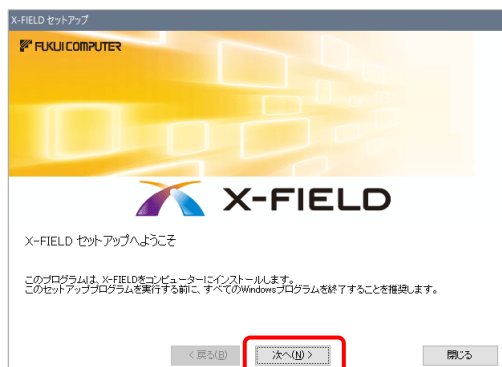 X-FIELD セットアップ
FUKUI COMPUTER
X-FIELD
X-FIELD セットアップへようこそ
このプログラムは、X-FIELDをコンピューターにインストールします。
このセットアッププログラムを実行する前に、すべてのWindowsプログラムを終了することを推奨します。
< 戻る(B)
次へ(N) >
閉じる